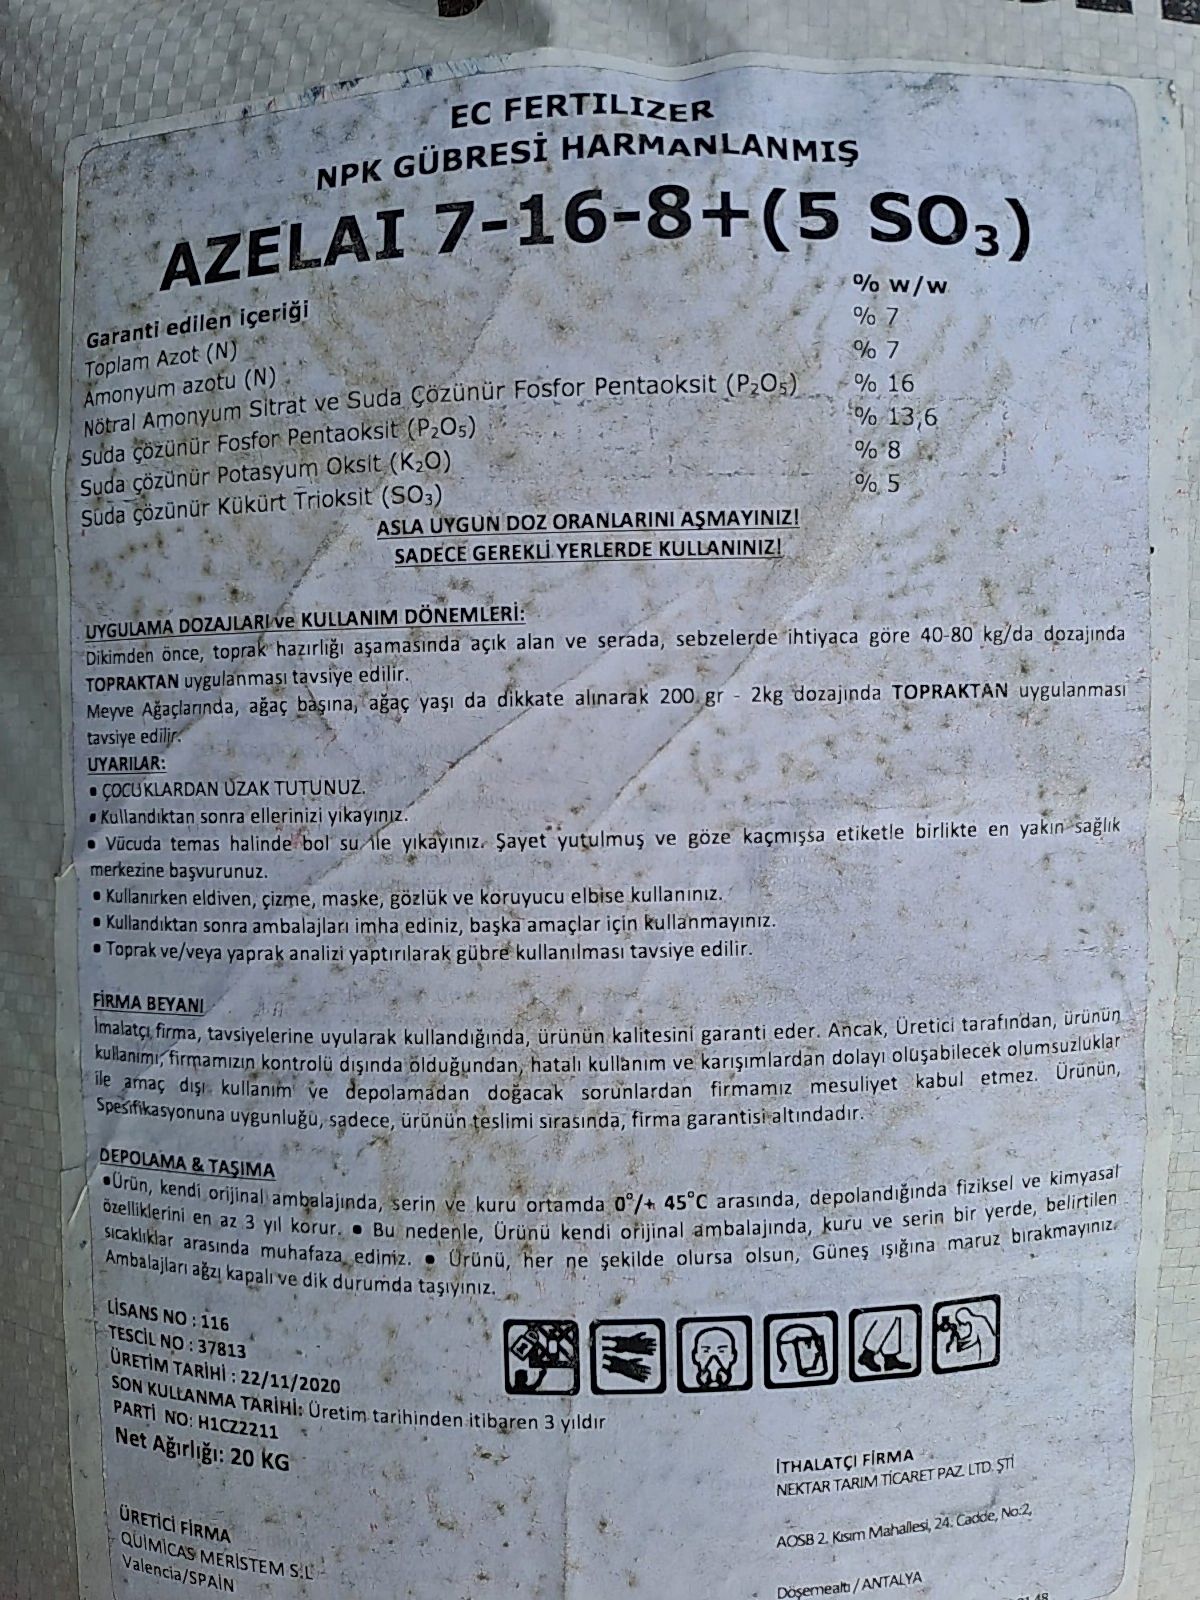 EC FERTILIZER
NPK GÜBRESİ HARMANLANMIŞ
AZELAI 7-16-8+(5 SO₃)
Garanti edilen içeriği % w/w
Toplam Azot (N) % 7
Amonyum azotu (N) % 7
Nötral Amonyum Sitrat ve Suda Çözünür Fosfor Pentaoksit (P₂O₅) % 16
Suda çözünür Fosfor Pentaoksit (P₂O₅) % 13,6
Suda çözünür Potasyum Oksit (K₂O) % 8
Suda çözünür Kükürt Trioksit (SO₃) % 5
ASLA UYGUN DOZ ORANLARINI AŞMAYINIZ!
SADECE GEREKLİ YERLERDE KULLANINIZ!
UYGULAMA DOZAJLARI ve KULLANIM DÖNEMLERİ:
Dikimden önce, toprak hazırlığı aşamasında açık alan ve serada, sebzelerde ihtiyaca göre 40-80 kg/da dozajında
TOPRAKTAN uygulanması tavsiye edilir.
Meyve Ağaçlarında, ağaç başına, ağaç yaşı da dikkate alınarak 200 gr - 2kg dozajında TOPRAKTAN uygulanması
tavsiye edilir.
UYARILAR:
• ÇOCUKLARDAN UZAK TUTUNUZ.
• Kullandıktan sonra ellerinizi yıkayınız.
• Vücuda temas halinde bol su ile yıkayınız. Şayet yutulmuş ve göze kaçmışsa etiketle birlikte en yakın sağlık
merkezine başvurunuz.
• Kullanırken eldiven, çizme, maske, gözlük ve koruyucu elbise kullanınız.
• Kullandıktan sonra ambalajları imha ediniz, başka amaçlar için kullanmayınız.
• Toprak ve/veya yaprak analizi yaptırılarak gübre kullanılması tavsiye edilir.
FİRMA BEYANI
İmalatçı firma, tavsiyelerine uyularak kullandığında, ürünün kalitesini garanti eder. Ancak, Üretici tarafından, ürünün
kullanımı, firmamızın kontrolü dışında olduğundan, hatalı kullanım ve karışımlardan dolayı oluşabilecek olumsuzluklar
ile amaç dışı kullanım ve depolamadan doğacak sorunlardan firmamız mesuliyet kabul etmez. Ürünün,
Spesifikasyonuna uygunluğu, sadece, ürünün teslimi sırasında, firma garantisi altındadır.
DEPOLAMA & TAŞIMA
•Ürün, kendi orijinal ambalajında, serin ve kuru ortamda 0°/+ 45°C arasında, depolandığında fiziksel ve kimyasal
özelliklerini en az 3 yıl korur. • Bu nedenle, Ürünü kendi orijinal ambalajında, kuru ve serin bir yerde, belirtilen
sıcaklıklar arasında muhafaza ediniz. • Ürünü, her ne şekilde olursa olsun, Güneş ışığına maruz bırakmayınız.
Ambalajları ağzı kapalı ve dik durumda taşıyınız.
LİSANS NO : 116
TESCİL NO : 37813
ÜRETİM TARİHİ : 22/11/2020
SON KULLANMA TARİHİ: Üretim tarihinden itibaren 3 yıldır
PARTİ NO: H1CZ2211
Net Ağırlığı: 20 KG
ÜRETİCİ FİRMA
QUIMICAS MERISTEM S.L
Valencia/SPAİN
İTHALATÇI FİRMA
NEKTAR TARIM TİCARET PAZ. LTD. ŞTİ
AOSB 2. Kısım Mahallesi, 24. Cadde, No:2,
Döşemealtı / ANTALYA